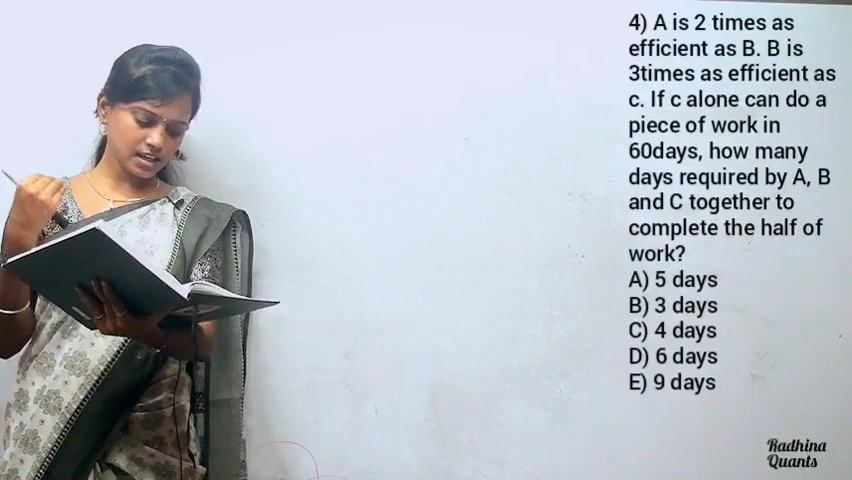 4) A is 2 times as
efficient as B. B is
3times as efficient as
c. If c alone can do a
piece of work in
60days, how many
days required by A, B
and C together to
complete the half of
work?
A) 5 days
B) 3 days
C) 4 days
D) 6 days
E) 9 days
Radhina
Quants